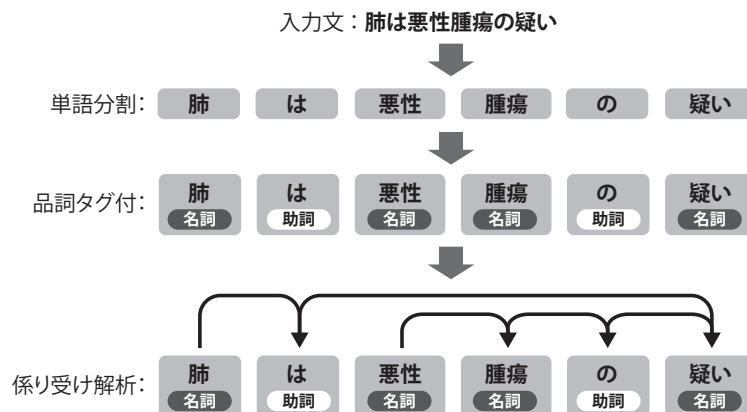 入力文：肺は悪性腫瘍の疑い
単語分割： 肺 は 悪性 腫瘍 の 疑い
品詞タグ付： 肺 は 悪性 腫瘍 の 疑い
名詞 助詞 名詞 名詞 助詞 名詞
係り受け解析： 肺 は 悪性 腫瘍 の 疑い
名詞 助詞 名詞 名詞 助詞 名詞